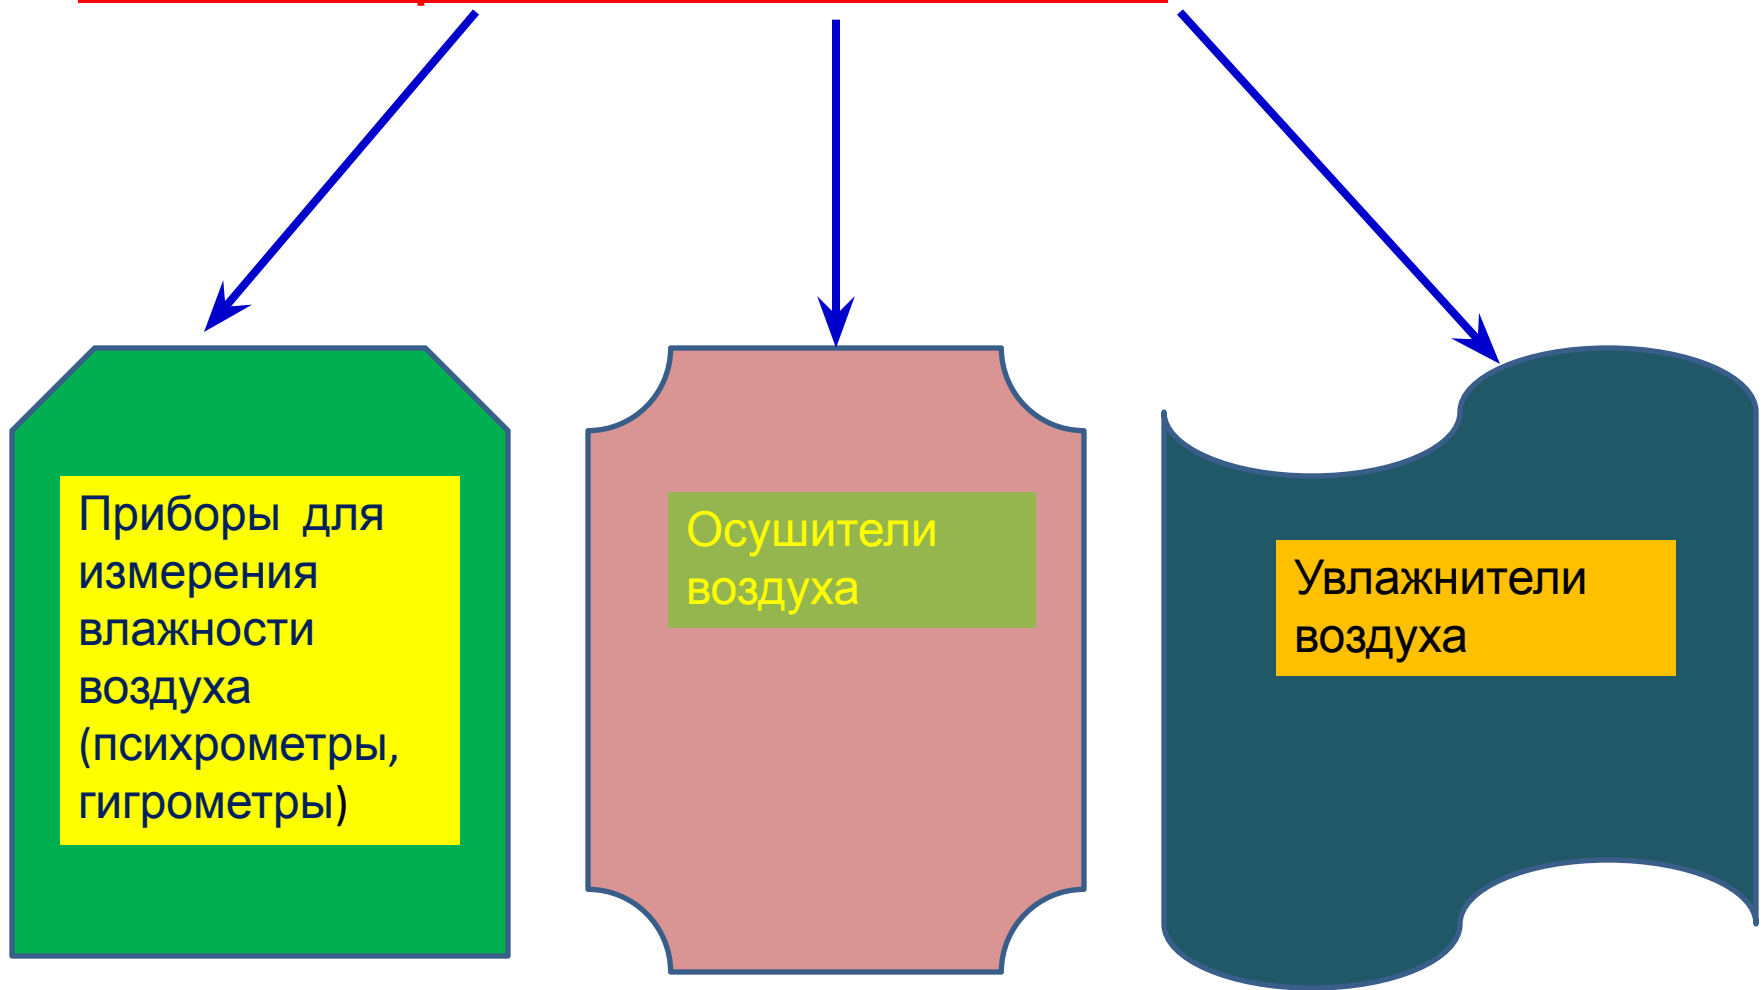 Приборы для
измерения
влажности
воздуха
(психрометры,
гигрометры)
Осушители
воздуха
Увлажнители
воздуха